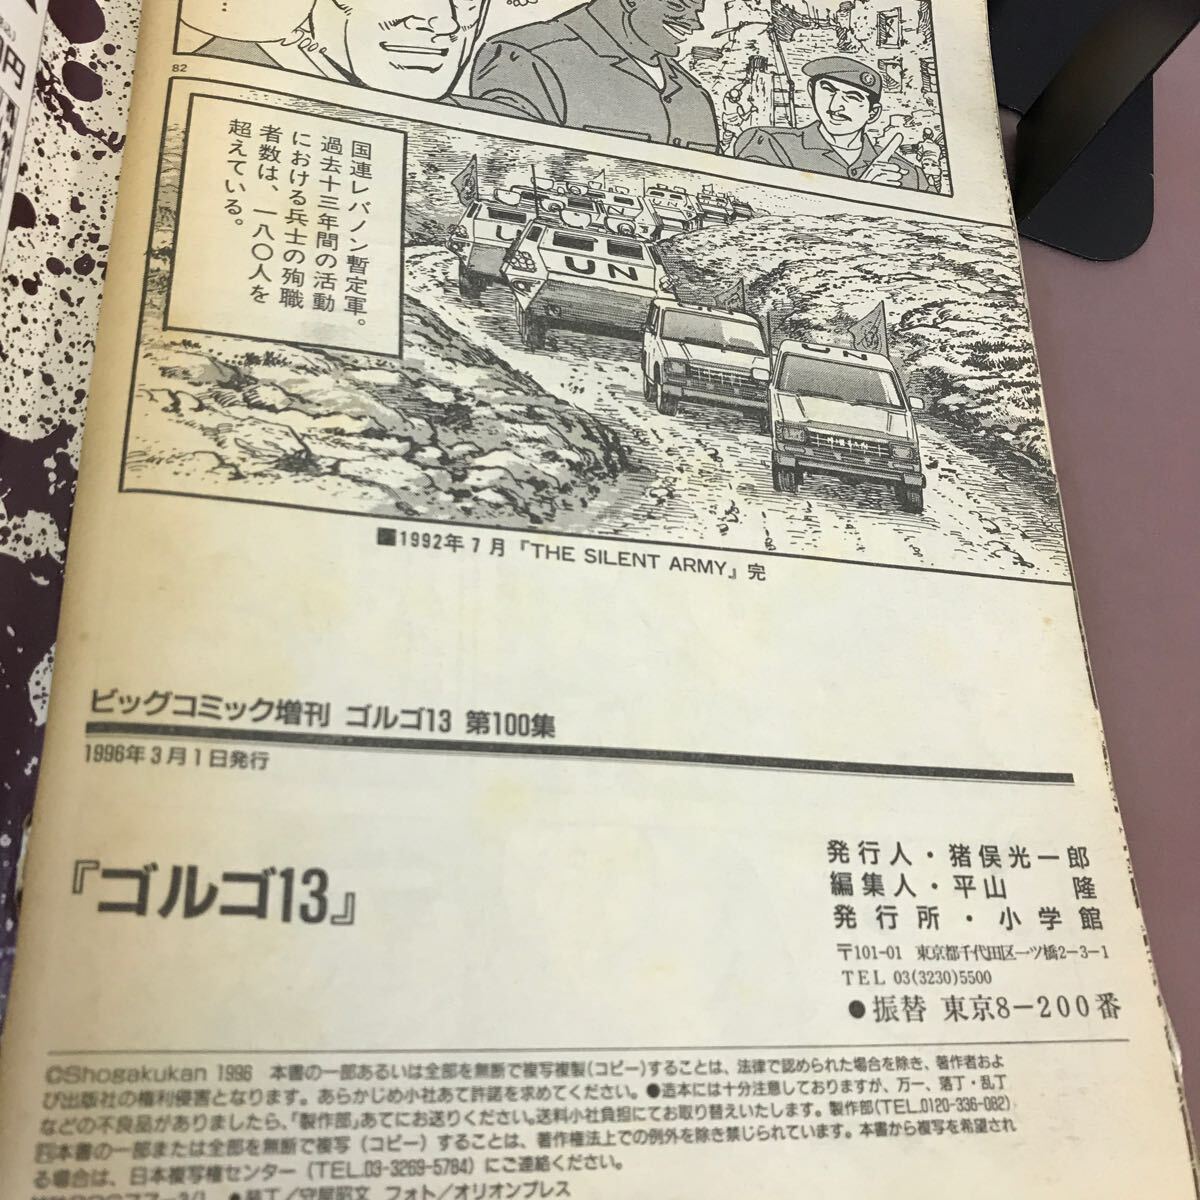 82
国連レバノン暫定軍。
過去十三年間の活動
における兵士の殉職
者数は、一八〇人を
超えている。
UN
UN
1992年7月『THE SILENT ARMY』完
ビッグコミック増刊 ゴルゴ13 第100集
1996年3月1日発行
『ゴルゴ13』
発行人・猪俣光一郎
編集人・平山 隆
発行所・小学館
〒101-01 東京都千代田区一ツ橋2-3-1
TEL 03(3230)5500
●振替 東京8-200番
©Shogakukan 1996 本書の一部あるいは全部を無断で複写複製(コピー)することは、法律で認められた場合を除き、著作者およ
び出版社の権利侵害となります。あらかじめ小社あて許諾を求めてください。●造本には十分注意しておりますが、万一、落丁・乱丁
などの不良品がありましたら、「製作部」あてにお送りください。送料小社負担にてお取り替えいたします。製作部(TEL.0120-336-082)
R本書の一部または全部を無断で複写(コピー)することは、著作権法上での例外を除き禁じられています。本書から複写を希望され
る場合は、日本複写権センター(TEL.03-3269-5784)にご連絡ください。
●装丁/守屋昭文 フォト/オリオンプレス